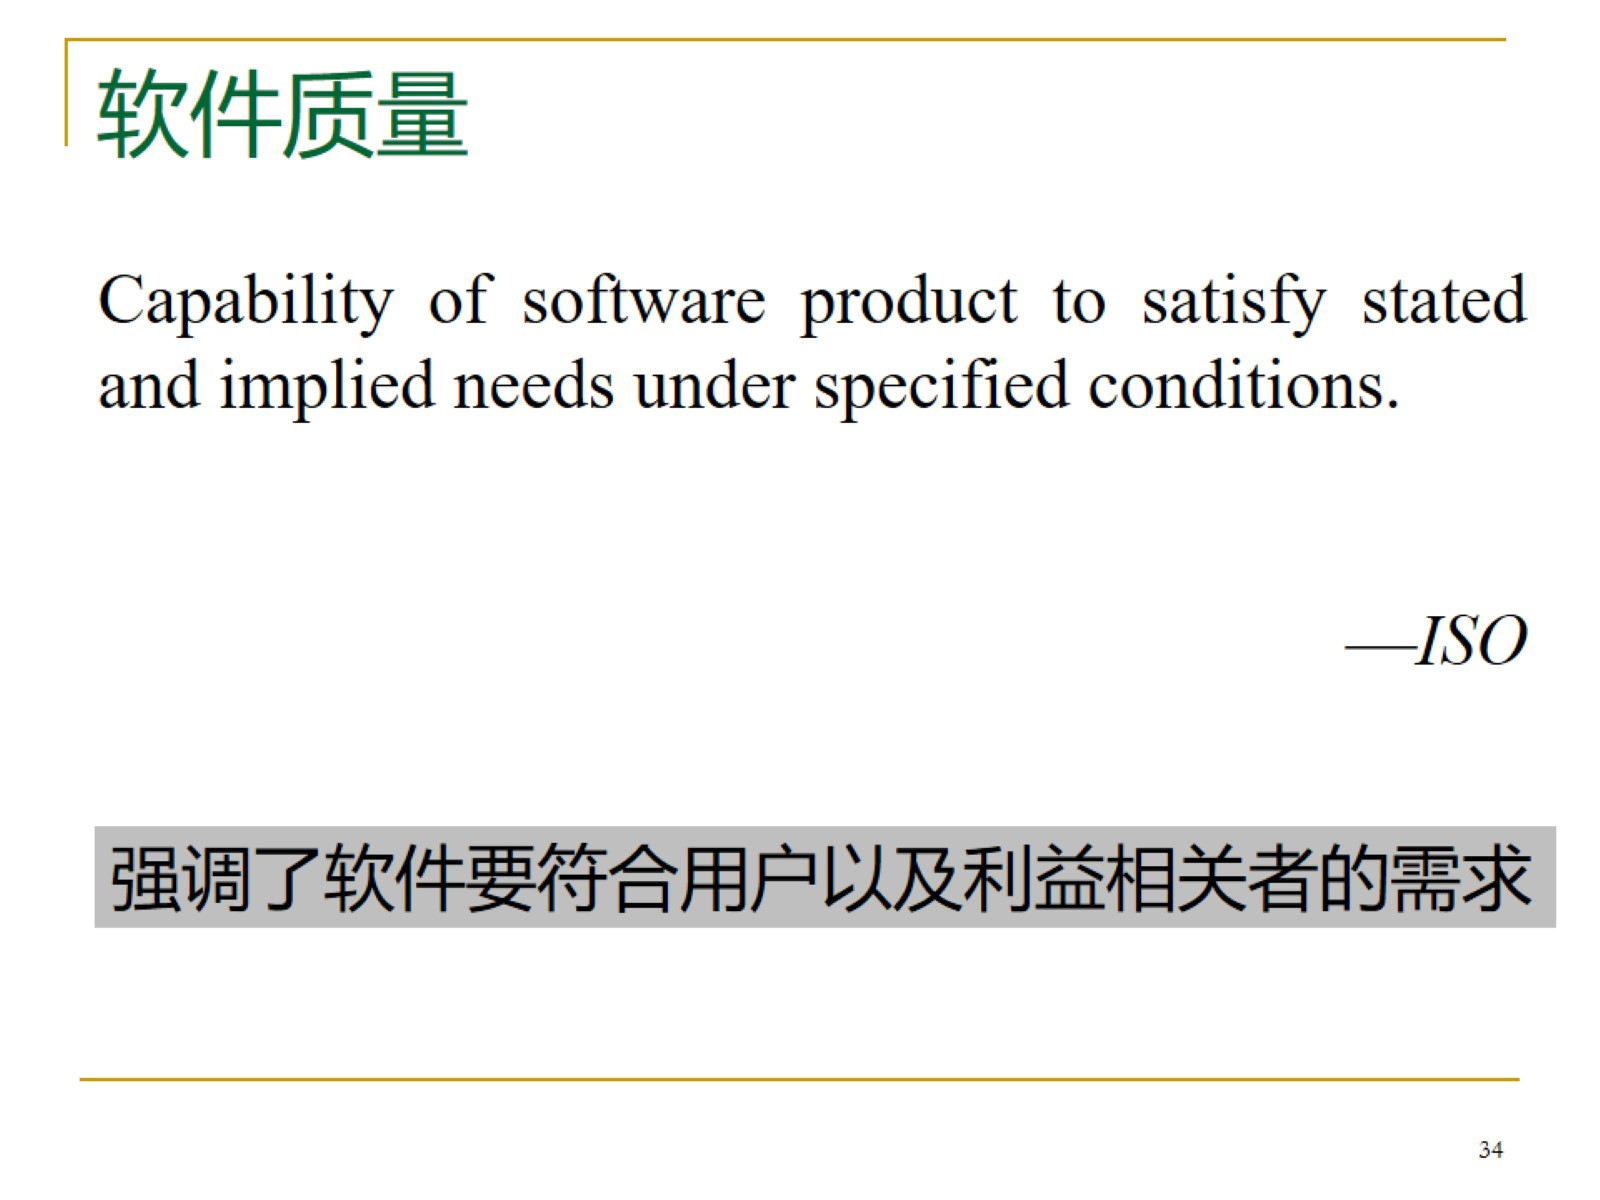 软件质量
Capability of software product to satisfy stated
and implied needs under specified conditions.
—ISO
强调了软件要符合用户以及利益相关者的需求
34